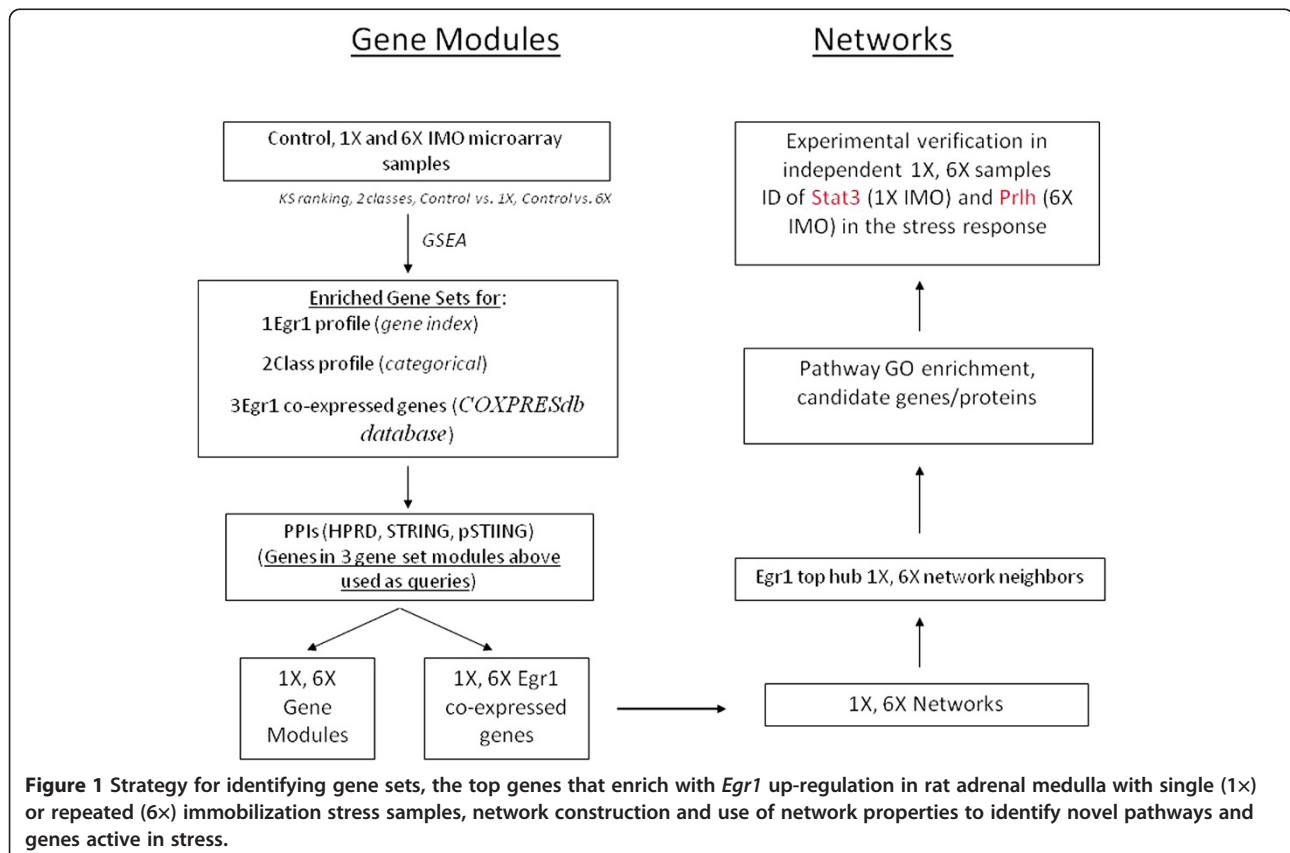 Gene Modules
Control, 1X and 6X IMO microarray
samples
KS ranking, 2 classes, Control vs. 1X, Control vs. 6X
GSEA
Enriched Gene Sets for:
1Egr1 profile (gene index)
2Class profile (categorical)
3Egr1 co-expressed genes (COXPRESdb
database)
PPIs (HPRD, STRING, pSTIING)
(Genes in 3 gene set modules above
used as queries)
1X, 6X
Gene
Modules
1X, 6X Egr1
co-expressed
genes
Networks
Experimental verification in
independent 1X, 6X samples
ID of Stat3 (1X IMO) and Prlh (6X
IMO) in the stress response
Pathway GO enrichment,
candidate genes/proteins
Egr1 top hub 1X, 6X network neighbors
1X, 6X Networks
Figure 1 Strategy for identifying gene sets, the top genes that enrich with Egr1 up-regulation in rat adrenal medulla with single (1×)
or repeated (6×) immobilization stress samples, network construction and use of network properties to identify novel pathways and
genes active in stress.